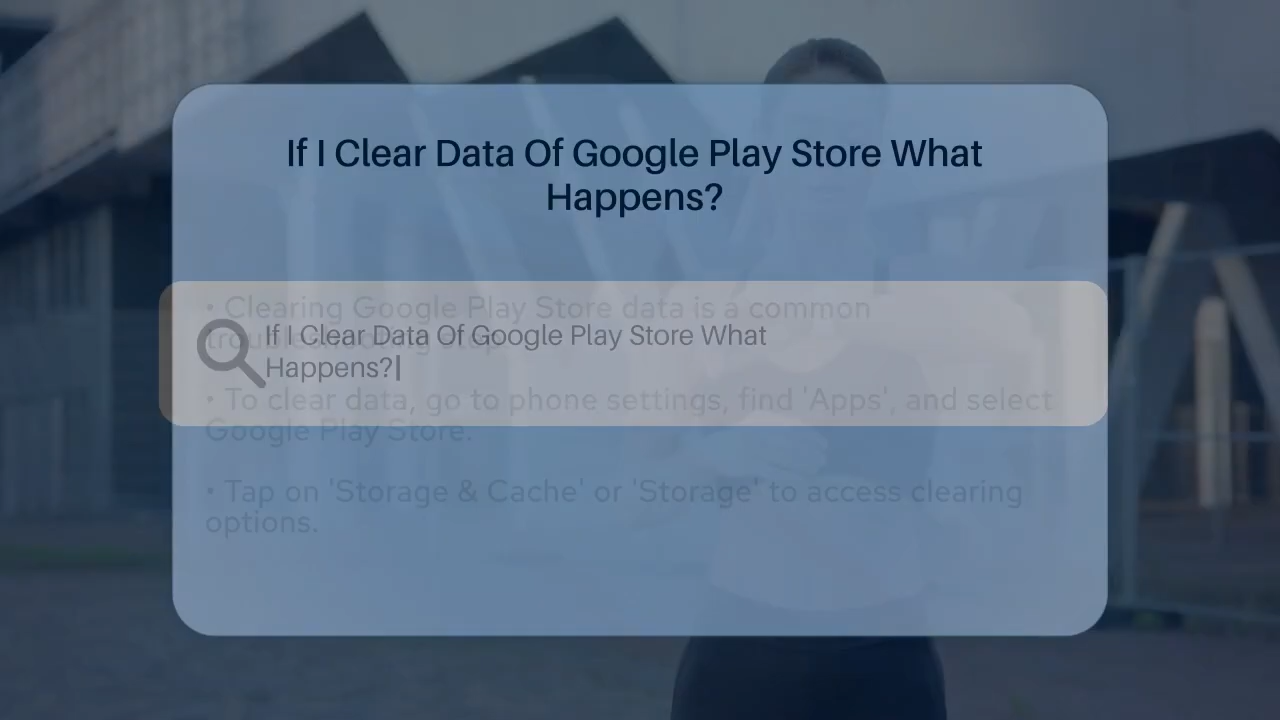 If I Clear Data Of Google Play Store What
Happens?
• Clearing Google Play Store data is a common
If I Clear Data Of Google Play Store What
Happens?
• To clear data, go to phone settings, find 'Apps', and select
Google Play Store.
• Tap on 'Storage & Cache' or 'Storage' to access clearing
options.